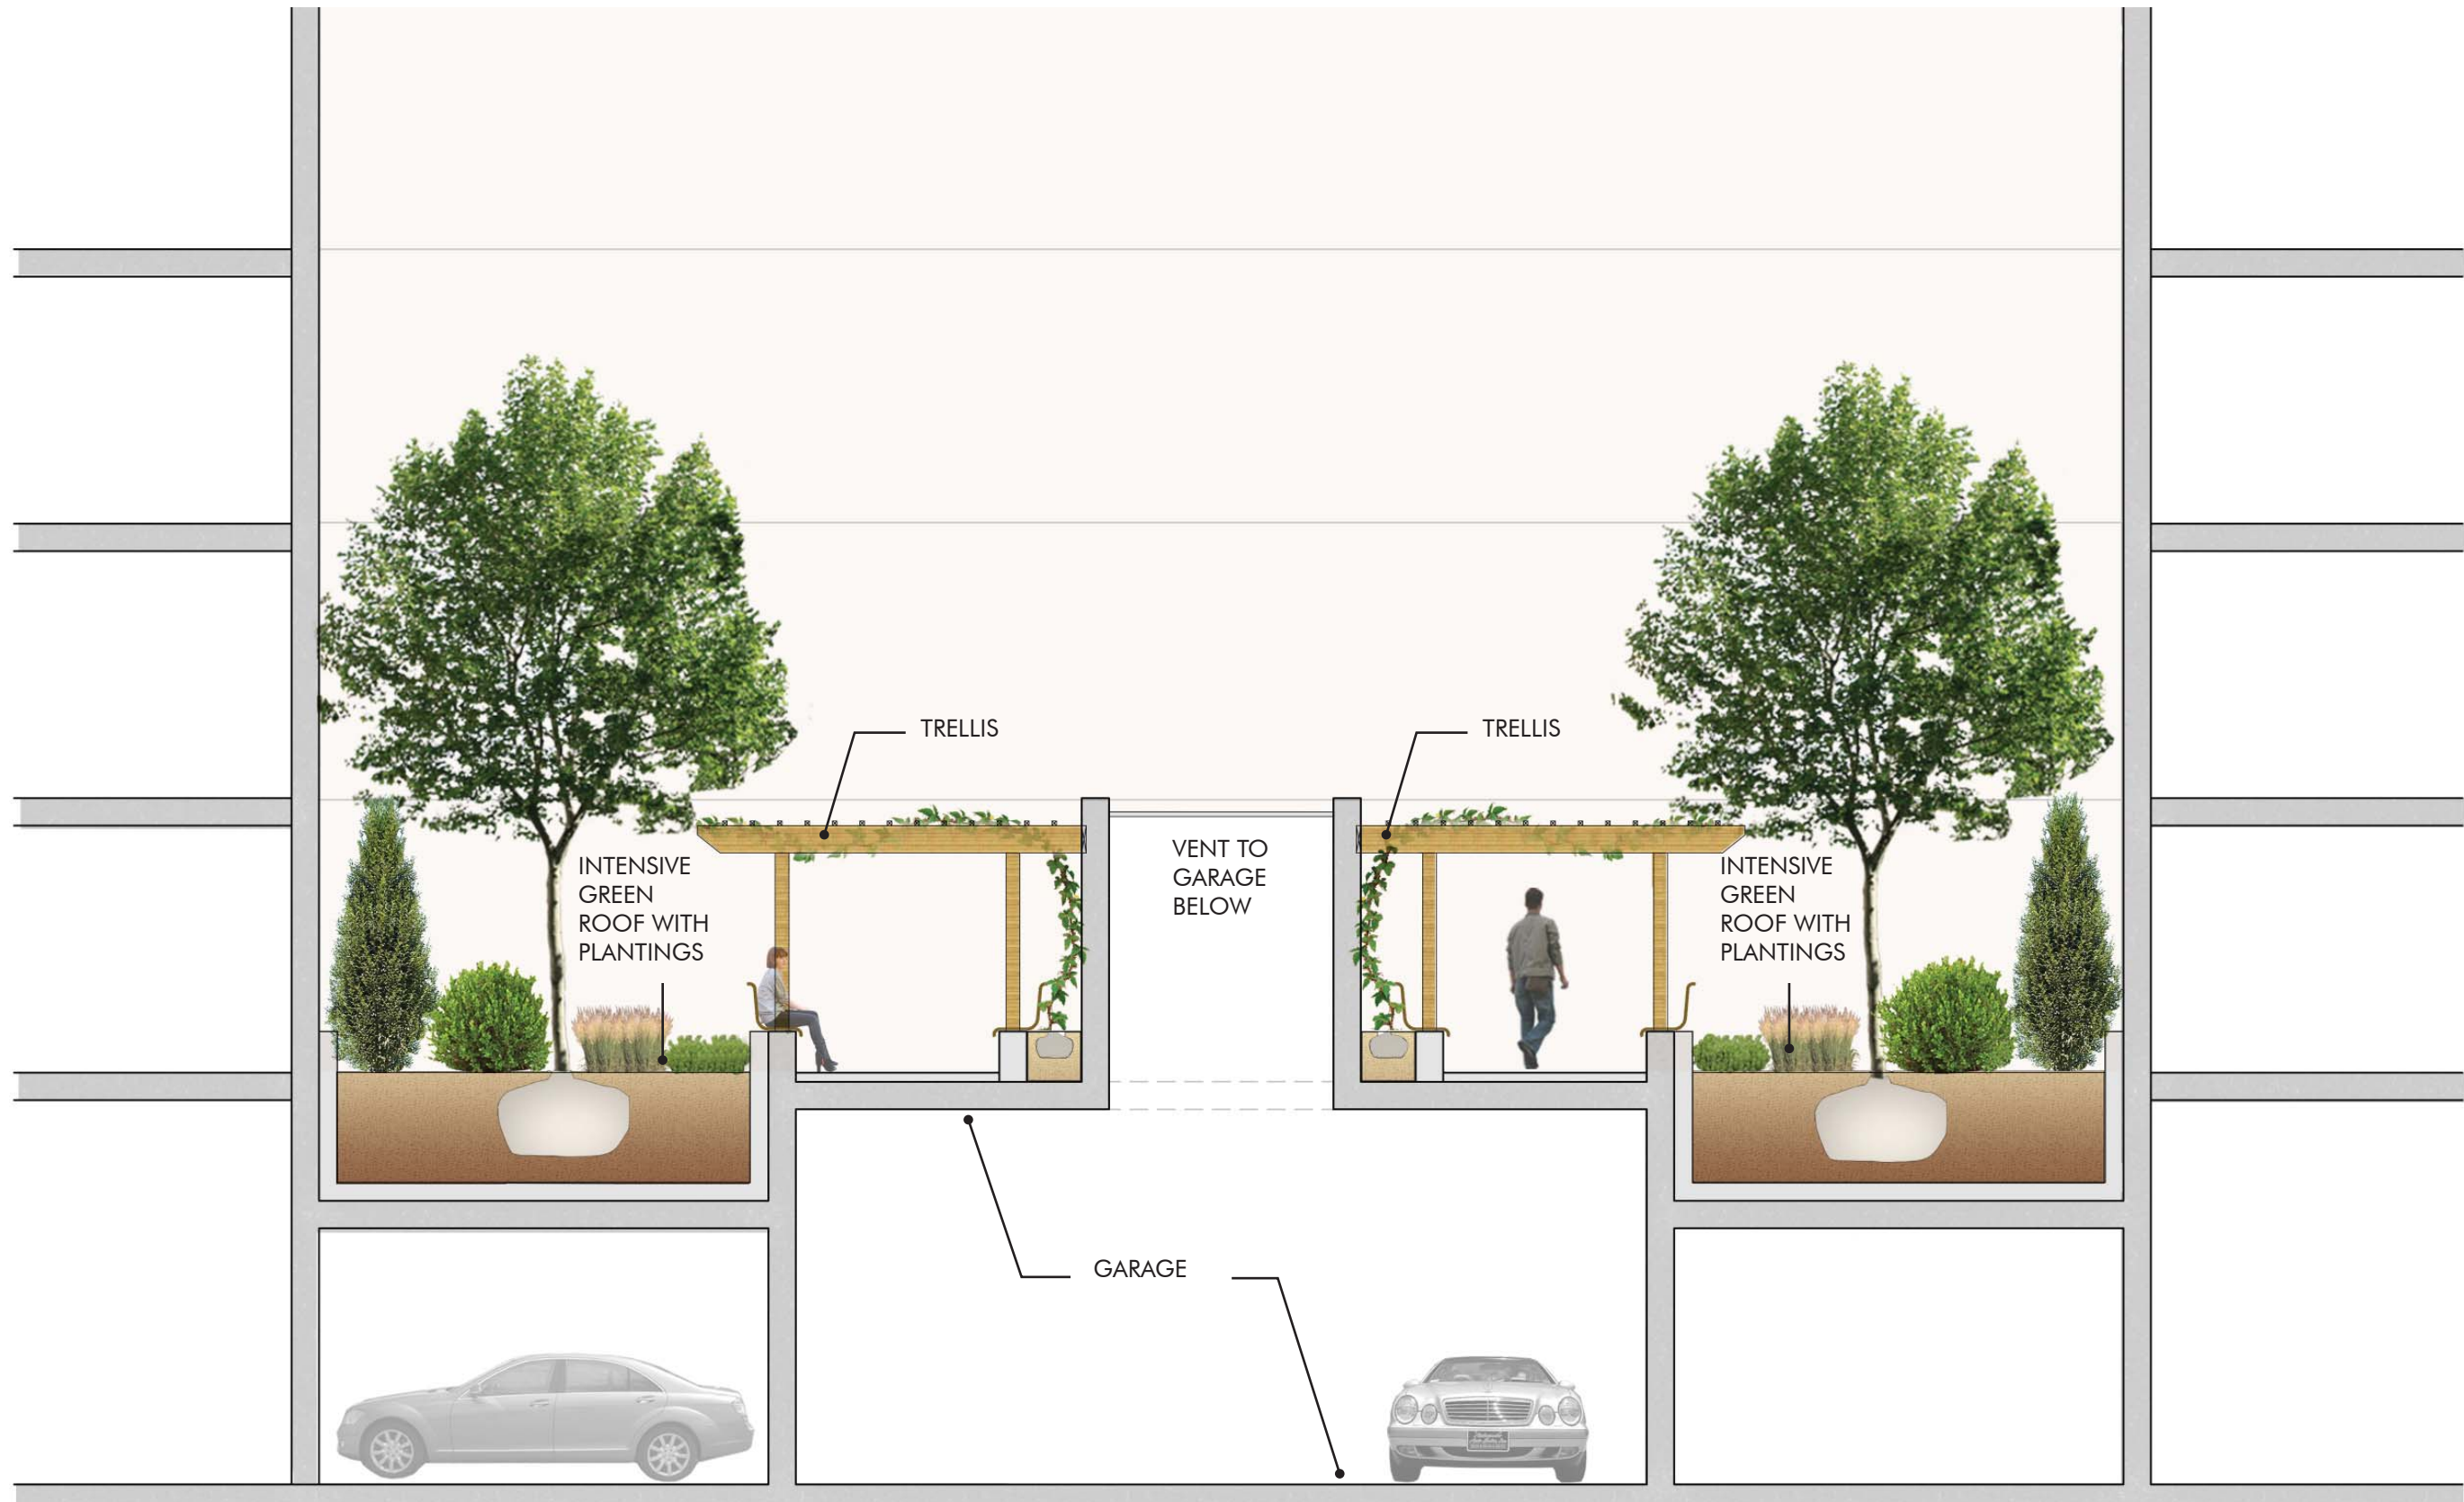 TRELLIS
TRELLIS
VENT TO
GARAGE
BELOW
INTENSIVE
GREEN
ROOF WITH
PLANTINGS
INTENSIVE
GREEN
ROOF WITH
PLANTINGS
GARAGE